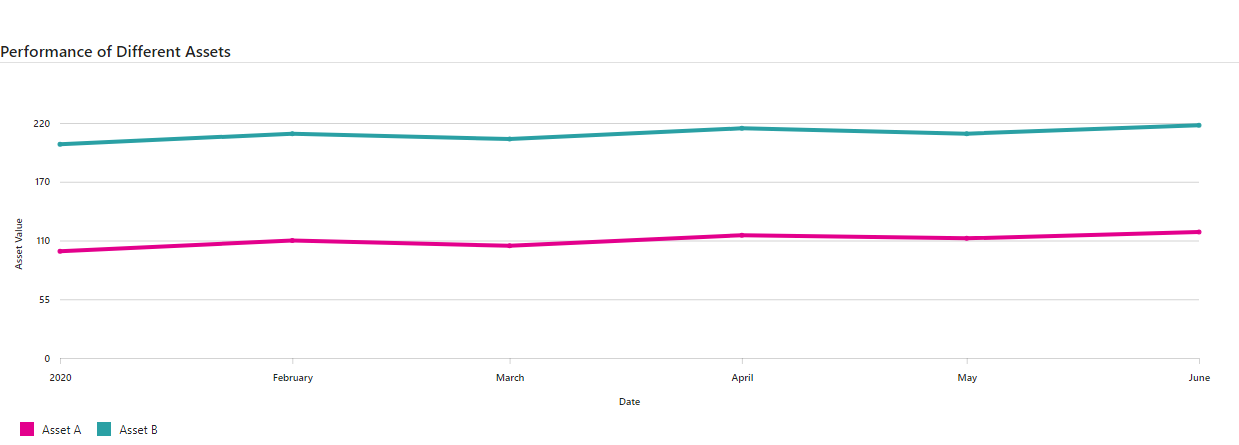 Performance of Different Assets
220
170
110
55
0
Asset Value
2020 February March April May June
Date
Asset A Asset B